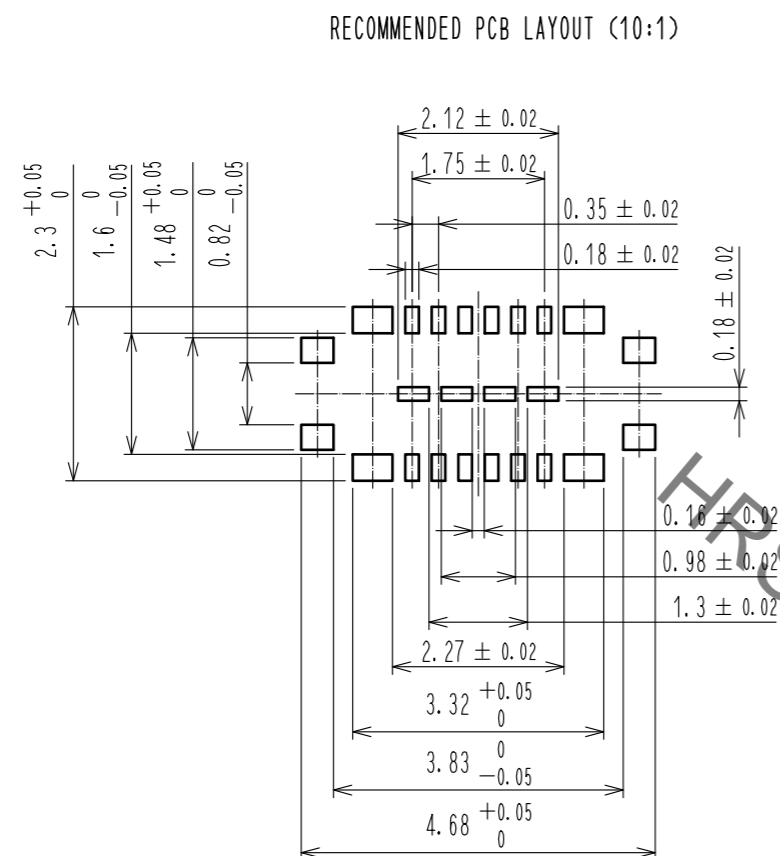 RECOMMENDED PCB LAYOUT (10:1)
2.12 ± 0.02
1.75 ± 0.02
0.35 ± 0.02
0.18 ± 0.02
2.3 +0.05 0
1.6 0 -0.05
1.48 +0.05 0
0.82 0 -0.05
0.18 ± 0.02
HRS
0.16 ± 0.02
0.98 ± 0.02
1.3 ± 0.02
2.27 ± 0.02
3.32 +0.05 0
3.83 0 -0.05
4.68 +0.05 0